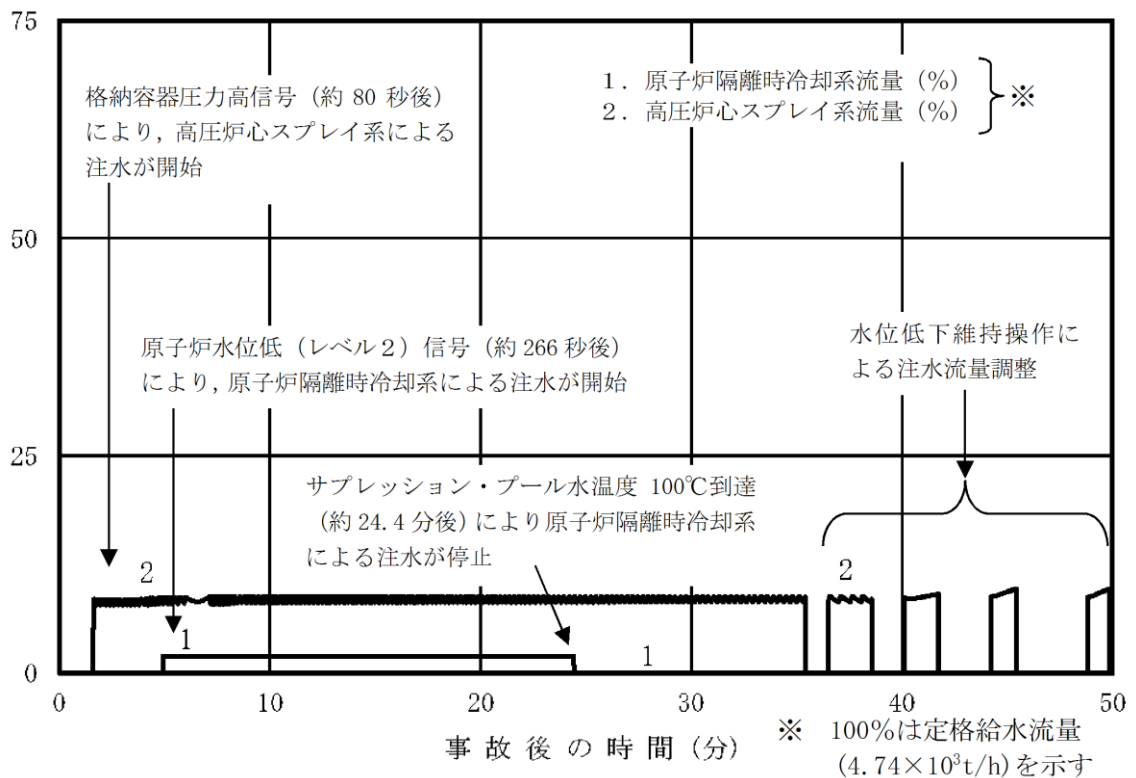 75
50
25
0
格納容器圧力高信号（約 80 秒後）
により，高圧炉心スプレイ系による
注水が開始
１．原子炉隔離時冷却系流量（%）
２．高圧炉心スプレイ系流量（%）
※
原子炉水位低（レベル２）信号（約 266 秒後）
により，原子炉隔離時冷却系による注水が開始
水位低下維持操作に
よる注水流量調整
サプレッション・プール水温度 100℃到達
（約 24.4 分後）により原子炉隔離時冷却系
による注水が停止
2
1
1
2
0 10 20 30 40 50
事故後の時間（分）
※ 100％は定格給水流量
(4.74×10³t/h)を示す